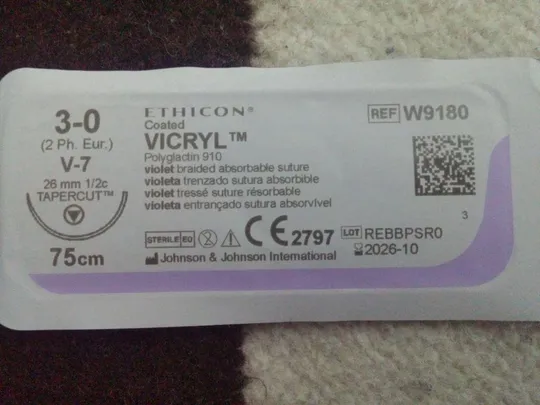 3-0
(2 Ph. Eur.)
V-7
26 mm 1/2c
TAPERCUT™
75cm
ETHICON®
Coated
VICRYL™
Polyglactin 910
violet braided absorbable suture
violeta trenzado sutura absorbible
violet tressé suture résorbable
violeta entrançado sutura absorvível
STERILE EO
2
CE 2797
Johnson & Johnson International
REF W9180
3
LOT REBBPSR0
2026-10